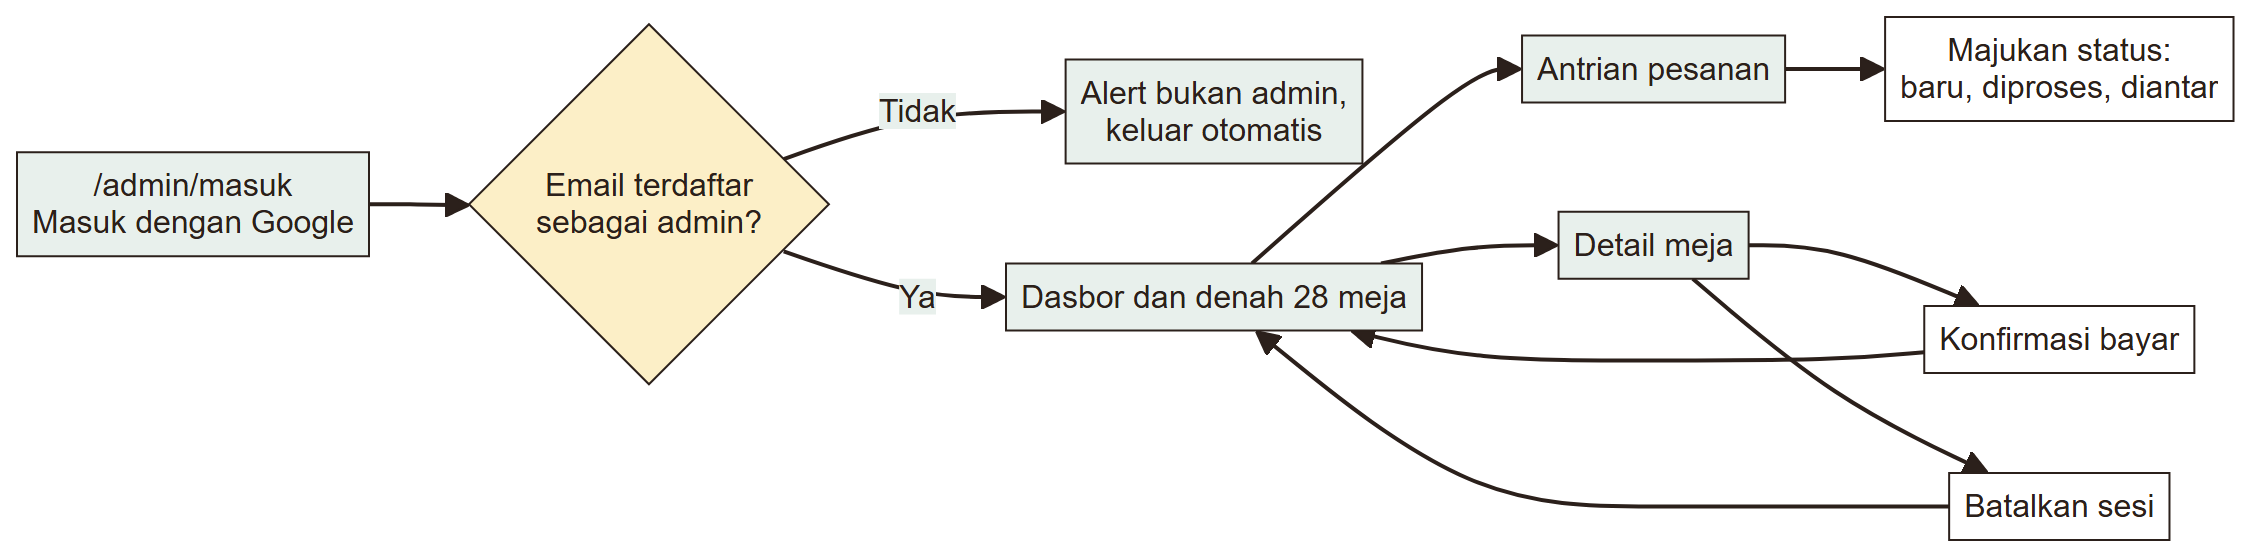 /admin/masuk
Masuk dengan Google
Email terdaftar
sebagai admin?
Tidak
Ya
Alert bukan admin,
keluar otomatis
Dasbor dan denah 28 meja
Antrian pesanan
Majukan status:
baru, diproses, diantar
Detail meja
Konfirmasi bayar
Batalkan sesi